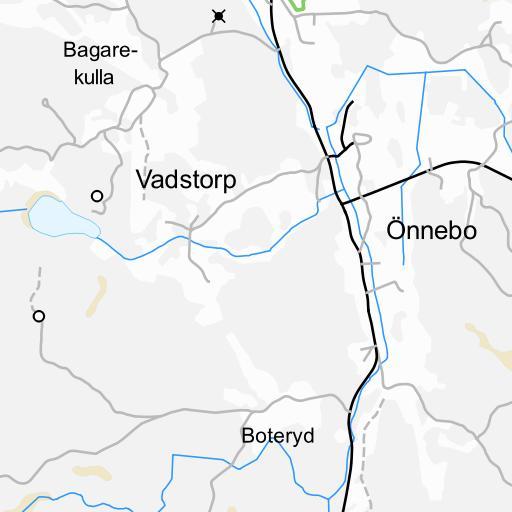 Bagare-
kulla
Vadstorp
Önnebo
Boteryd